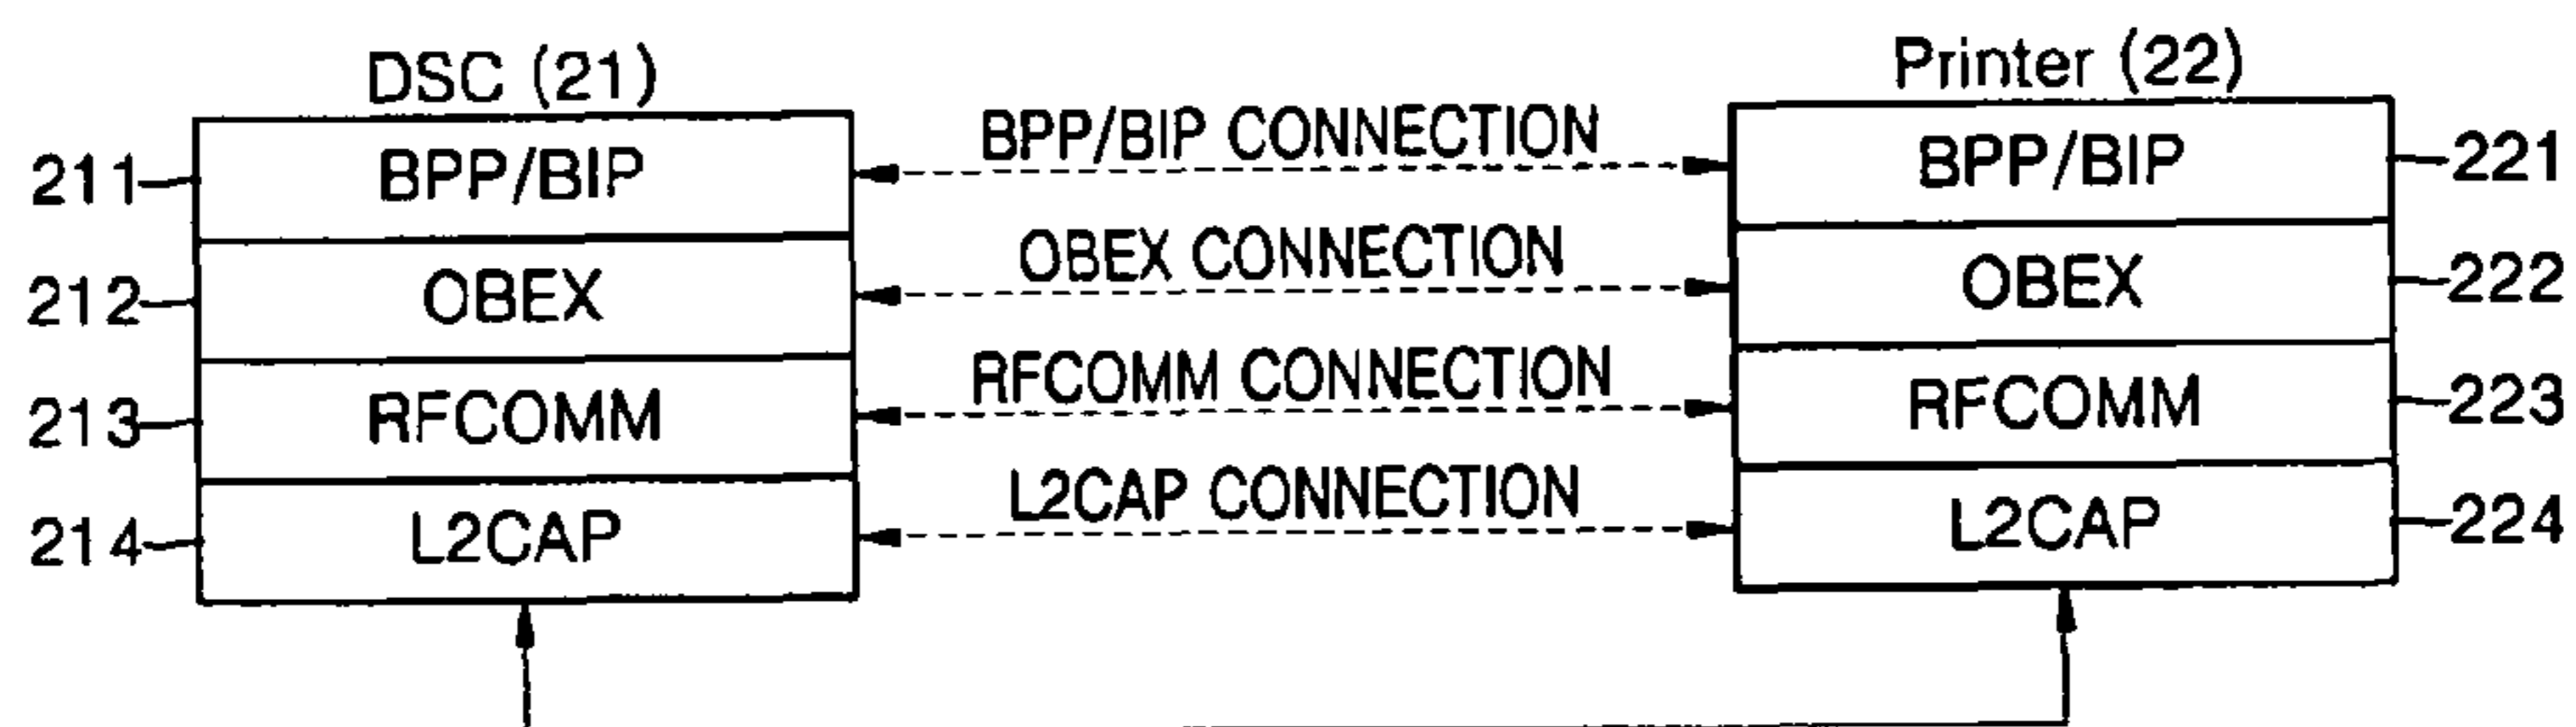 DSC (21)
Printer (22)
211 BPP/BIP BPP/BIP CONNECTION BPP/BIP 221
212 OBEX OBEX CONNECTION OBEX 222
213 RFCOMM RFCOMM CONNECTION RFCOMM 223
214 L2CAP L2CAP CONNECTION L2CAP 224